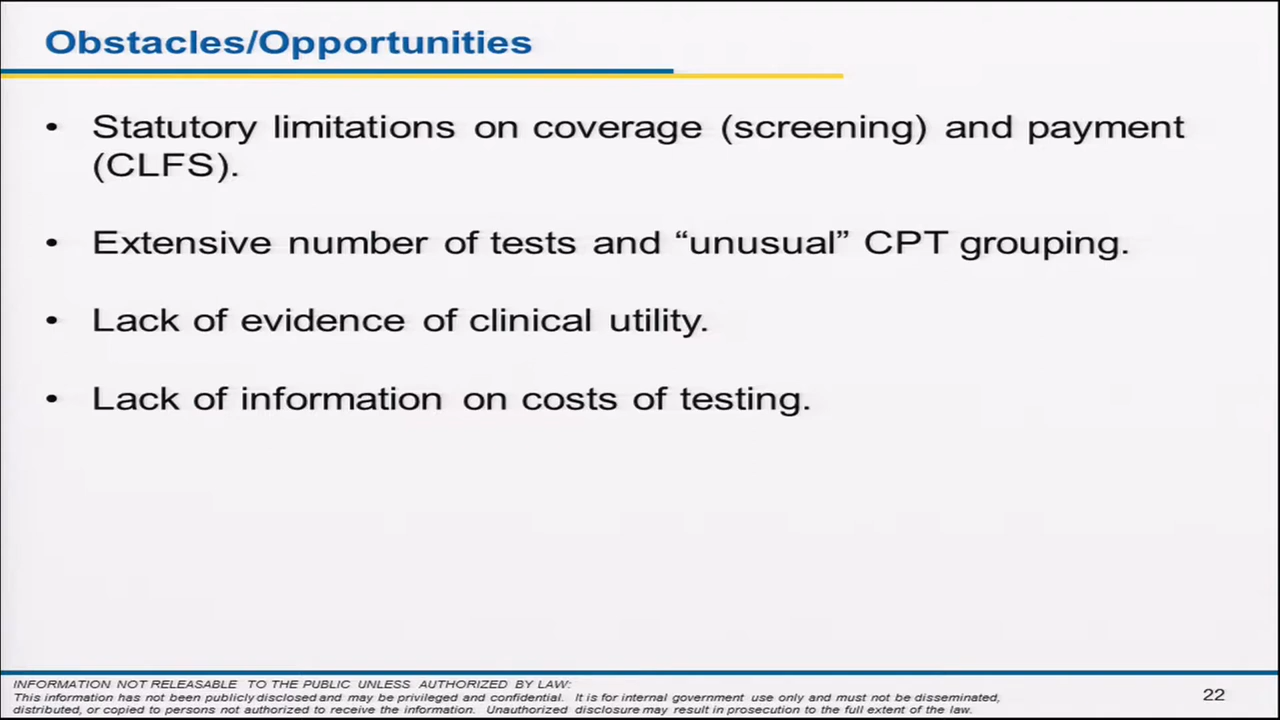 Obstacles/Opportunities
• Statutory limitations on coverage (screening) and payment
(CLFS).
• Extensive number of tests and “unusual” CPT grouping.
• Lack of evidence of clinical utility.
• Lack of information on costs of testing.
INFORMATION NOT RELEASABLE TO THE PUBLIC UNLESS AUTHORIZED BY LAW:
This information has not been publicly disclosed and may be privileged and confidential. It is for internal government use only and must not be disseminated,
distributed, or copied to persons not authorized to receive the information. Unauthorized disclosure may result in prosecution to the full extent of the law.
22